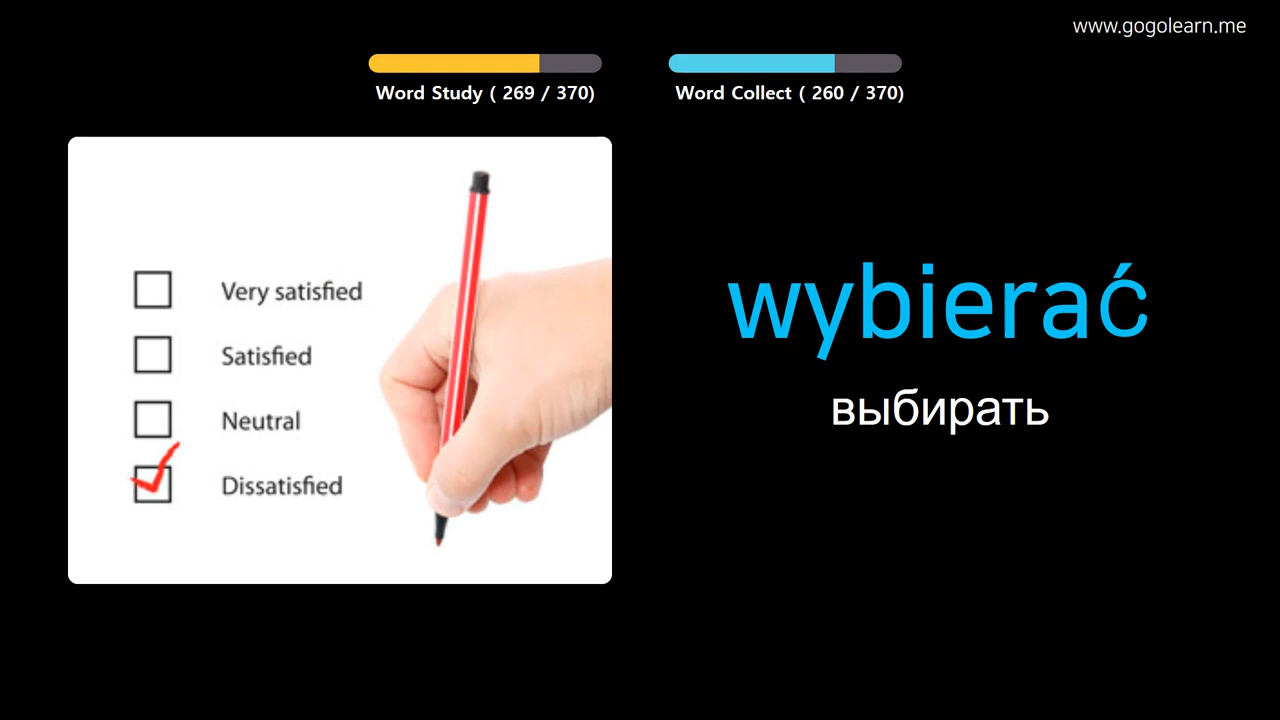 www.gogolearn.me
Word Study ( 269 / 370)
Word Collect ( 260 / 370)
Very satisfied
Satisfied
Neutral
Dissatisfied
wybierać
выбирать